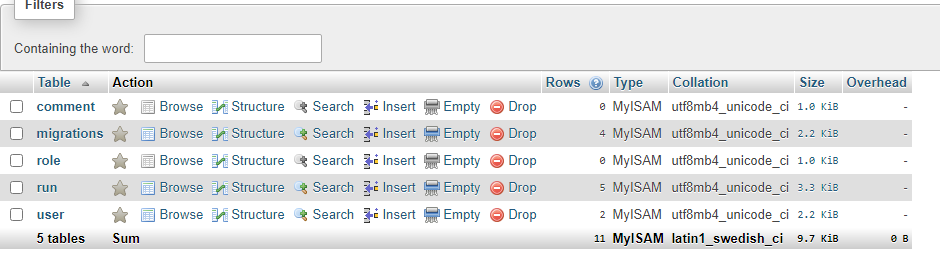 Filters
Containing the word:
Table Action Rows Type Collation Size Overhead
comment Browse Structure Search Insert Empty Drop 0 MyISAM utf8mb4_unicode_ci 1.0 KiB -
migrations Browse Structure Search Insert Empty Drop 4 MyISAM utf8mb4_unicode_ci 2.2 KiB -
role Browse Structure Search Insert Empty Drop 0 MyISAM utf8mb4_unicode_ci 1.0 KiB -
run Browse Structure Search Insert Empty Drop 5 MyISAM utf8mb4_unicode_ci 3.3 KiB -
user Browse Structure Search Insert Empty Drop 2 MyISAM utf8mb4_unicode_ci 2.2 KiB -
5 tables Sum 11 MyISAM latin1_swedish_ci 9.7 KiB 0 B